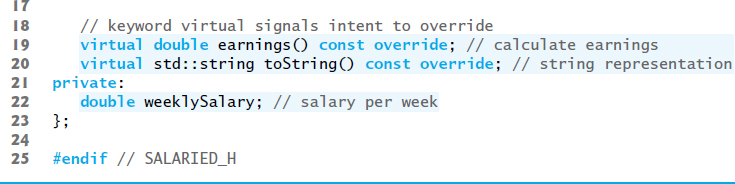 17
18 // keyword virtual signals intent to override
19 virtual double earnings() const override; // calculate earnings
20 virtual std::string toString() const override; // string representation
21 private:
22 double weeklySalary; // salary per week
23 };
24
25 #endif // SALARIED_H